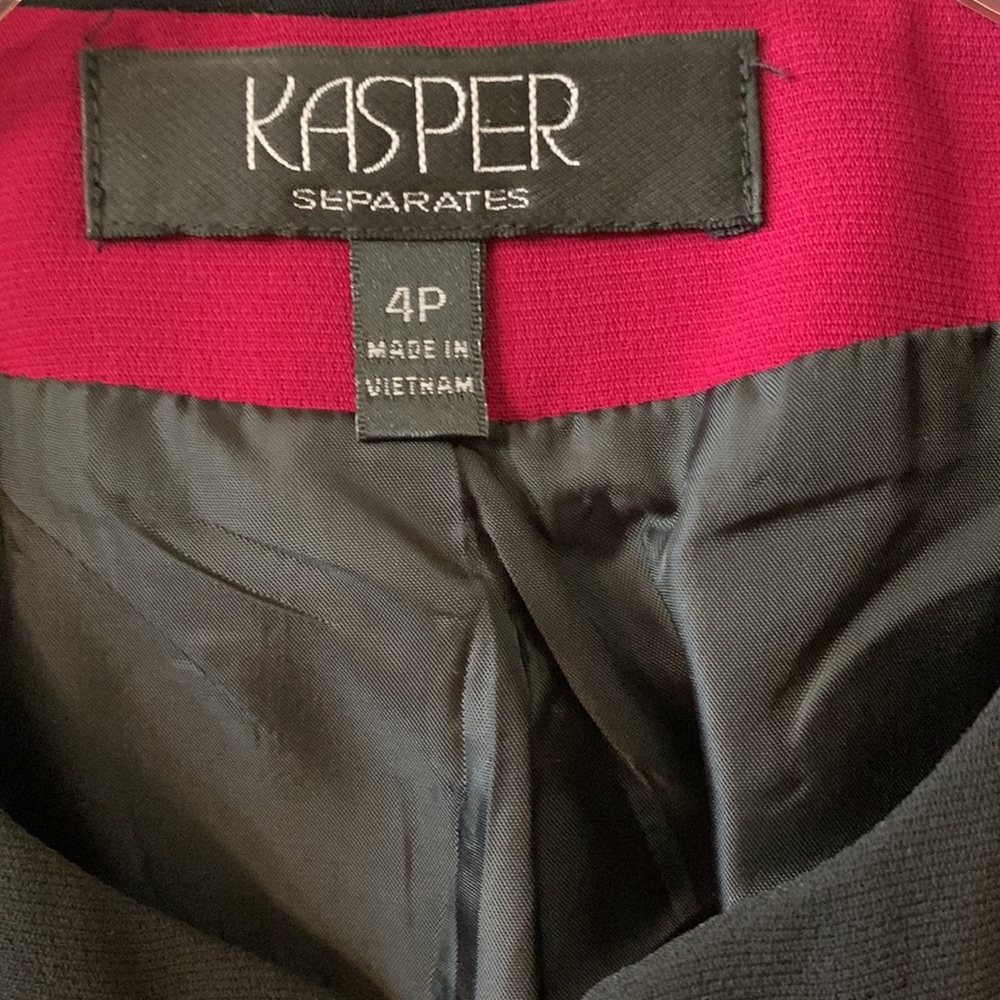 KASPER
SEPARATES
4P
MADE IN
VIETNAM